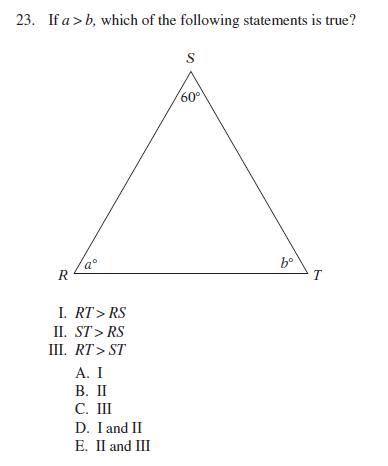 23. If a > b, which of the following statements is true?
S
60°
a°
b°
R
T
I. RT > RS
II. ST > RS
III. RT > ST
A. I
B. II
C. III
D. I and II
E. II and III